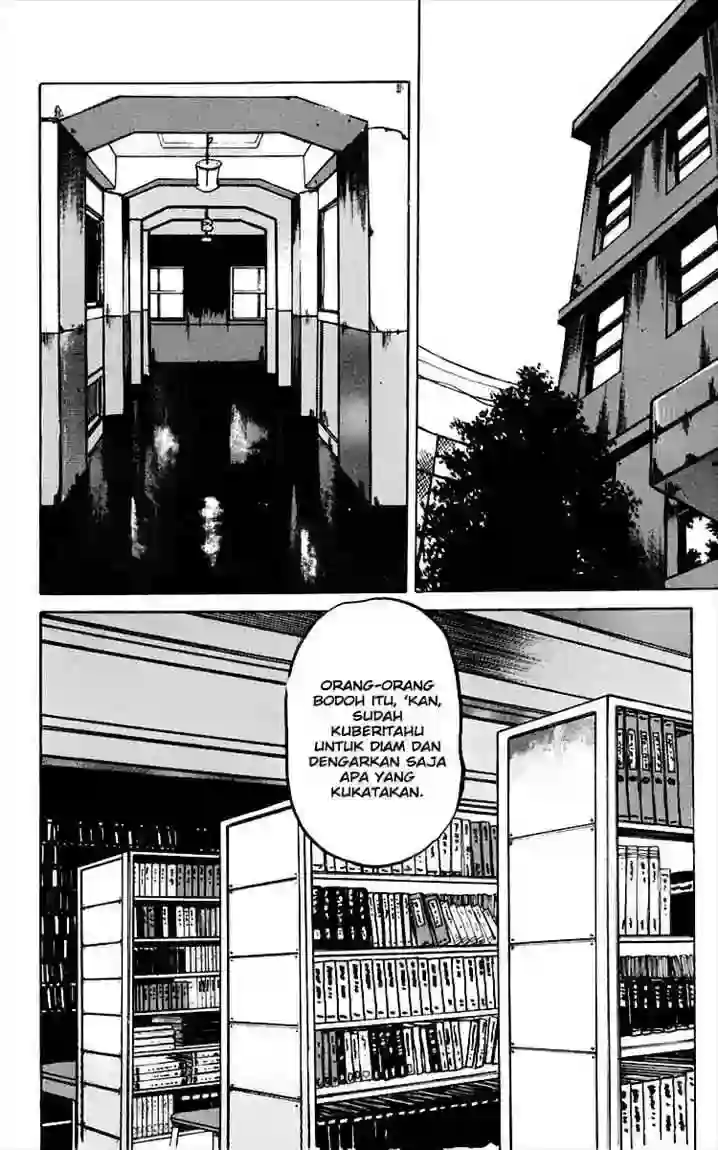 ORANG-ORANG
BODOH ITU, 'KAN,
SUDAH
KUBERITAHU
UNTUK DIAM DAN
DENGARKAN SAJA
APA YANG
KUKATAKAN.